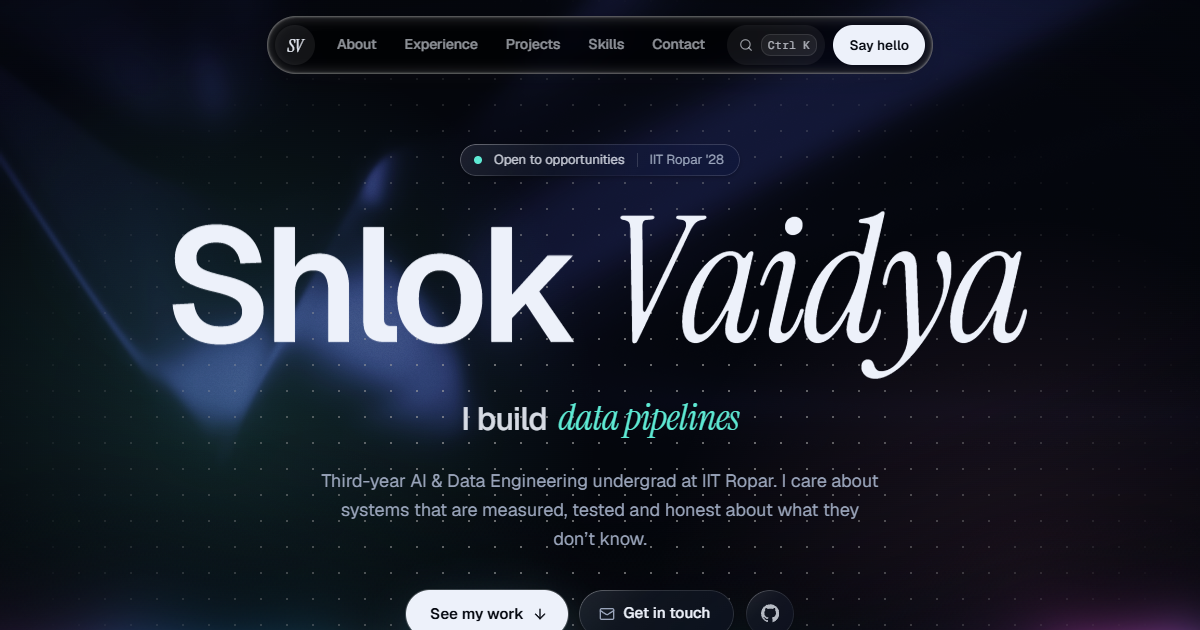 SV About Experience Projects Skills Contact Ctrl K Say hello
Open to opportunities IIT Ropar '28
Shlok Vaidya
I build data pipelines
Third-year AI & Data Engineering undergrad at IIT Ropar. I care about
systems that are measured, tested and honest about what they
don’t know.
See my work Get in touch